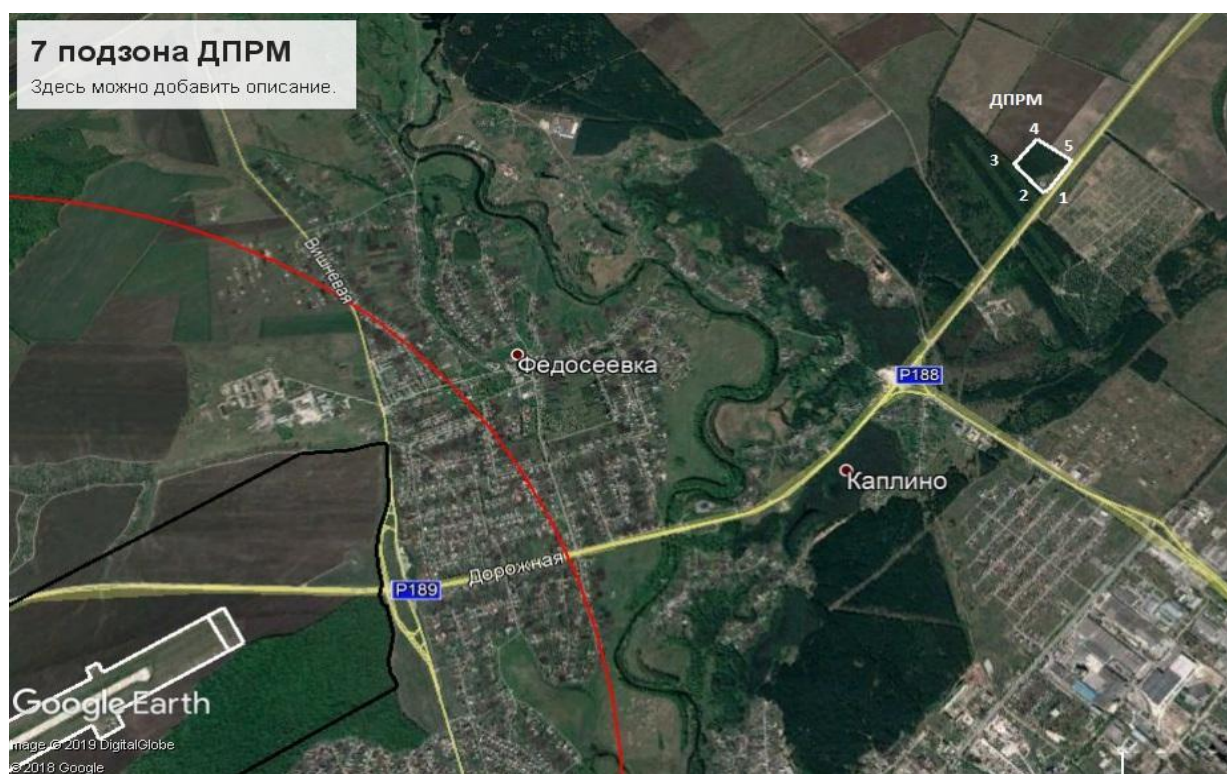 7 подзона ДПРМ
Здесь можно добавить описание.
ДПРМ
4
5
3
2
1
Вишневая
Федосеевка
Р188
Каплино
Дорожная
Р189
Google Earth
mage © 2019 DigitalGlobe
© 2018 Google